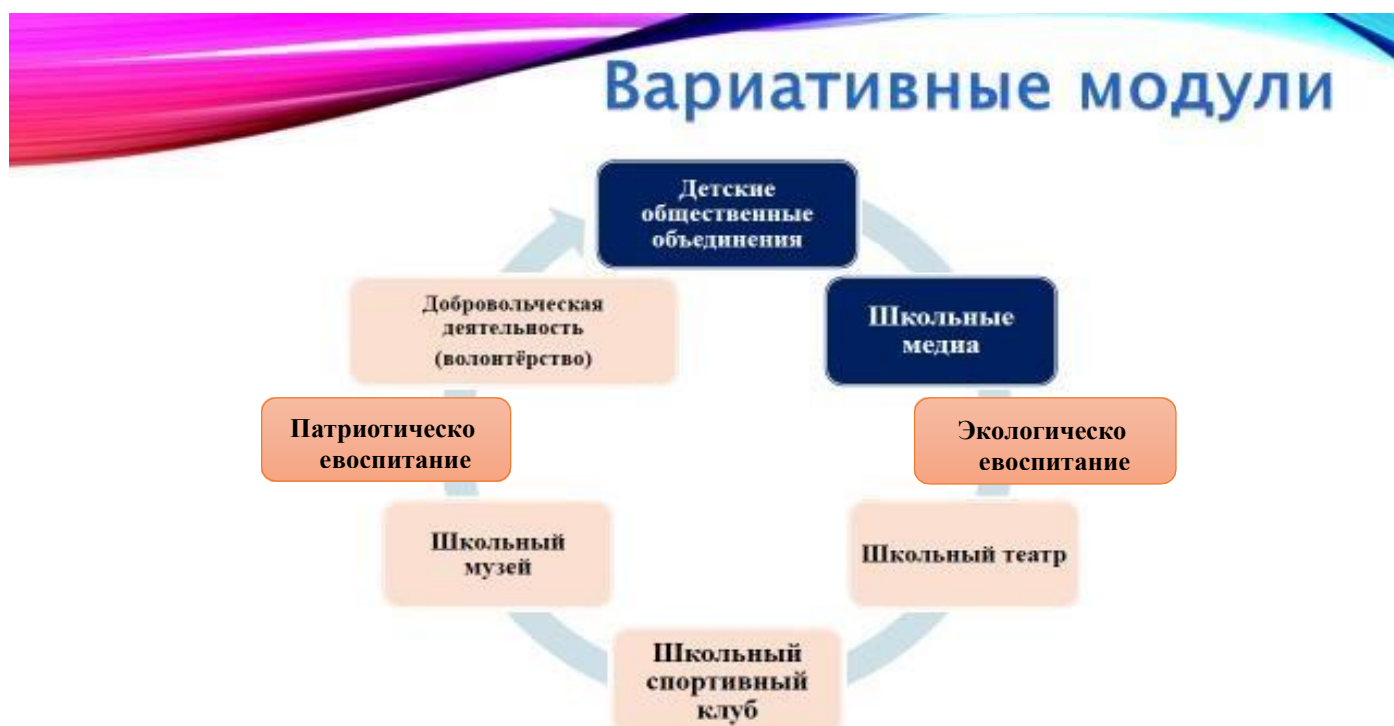 Вариативные модули
Детские
общественные
объединения
Школьные
медиа
Экологическо
евоспитание
Школьный театр
Школьный
спортивный
клуб
Школьный
музей
Патриотическо
евоспитание
Добровольческая
деятельность
(волонтёрство)